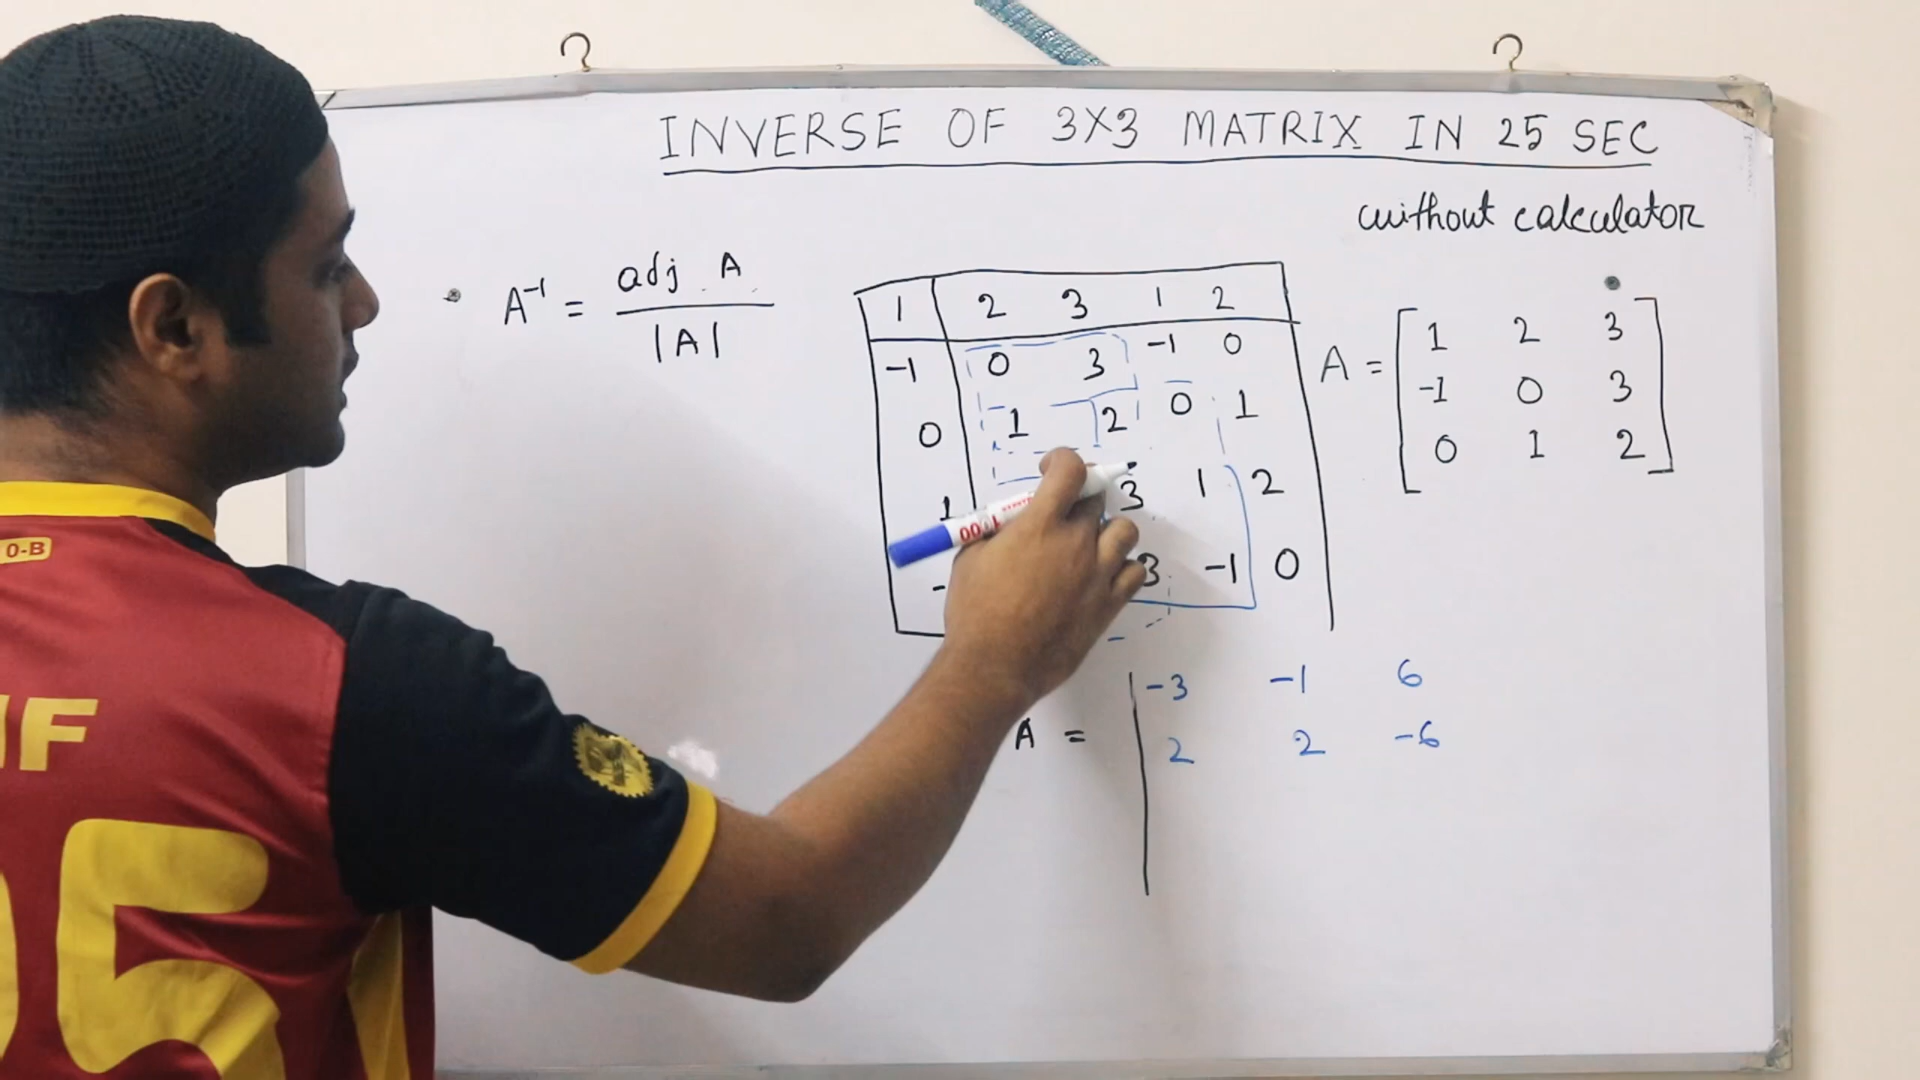 INVERSE OF 3X3 MATRIX IN 25 SEC
without calculator
A⁻¹ = adj A / |A|
1 2 3 1 2
-1 0 3 -1 0
0 1 2 0 1
1 3 1 2
- 3 -1 0
A = [1 2 3
-1 0 3
0 1 2]
A = | -3 -1 6
2 2 -6
1000
0-B